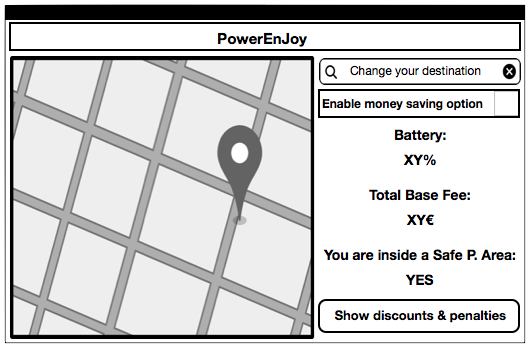 PowerEnJoy
Change your destination
Enable money saving option
Battery:
XY%
Total Base Fee:
XY€
You are inside a Safe P. Area:
YES
Show discounts & penalties